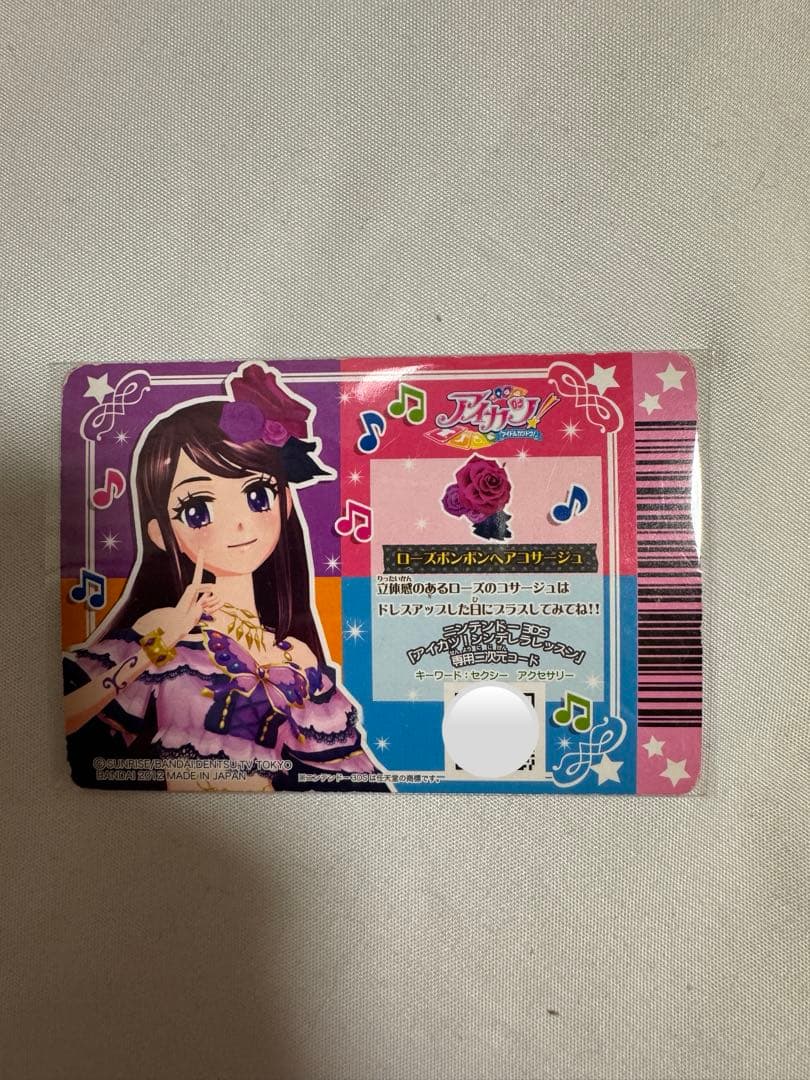 アイカツ!
アイドルカツドウ!
ローズボンボンヘアコサージュ
りったいかん
立体感のあるローズのコサージュは
ひ
ドレスアップした日にプラスしてみてね!!
ニンテンドー3DS
「アイカツ!シンデレラレッスン」
専用二次元コード
キーワード:セクシー アクセサリー
©SUNRISE/BANDAI,DENTSU,TV TOKYO
BANDAI 2012 MADE IN JAPAN
※ニンテンドー3DSは任天堂の商標です。